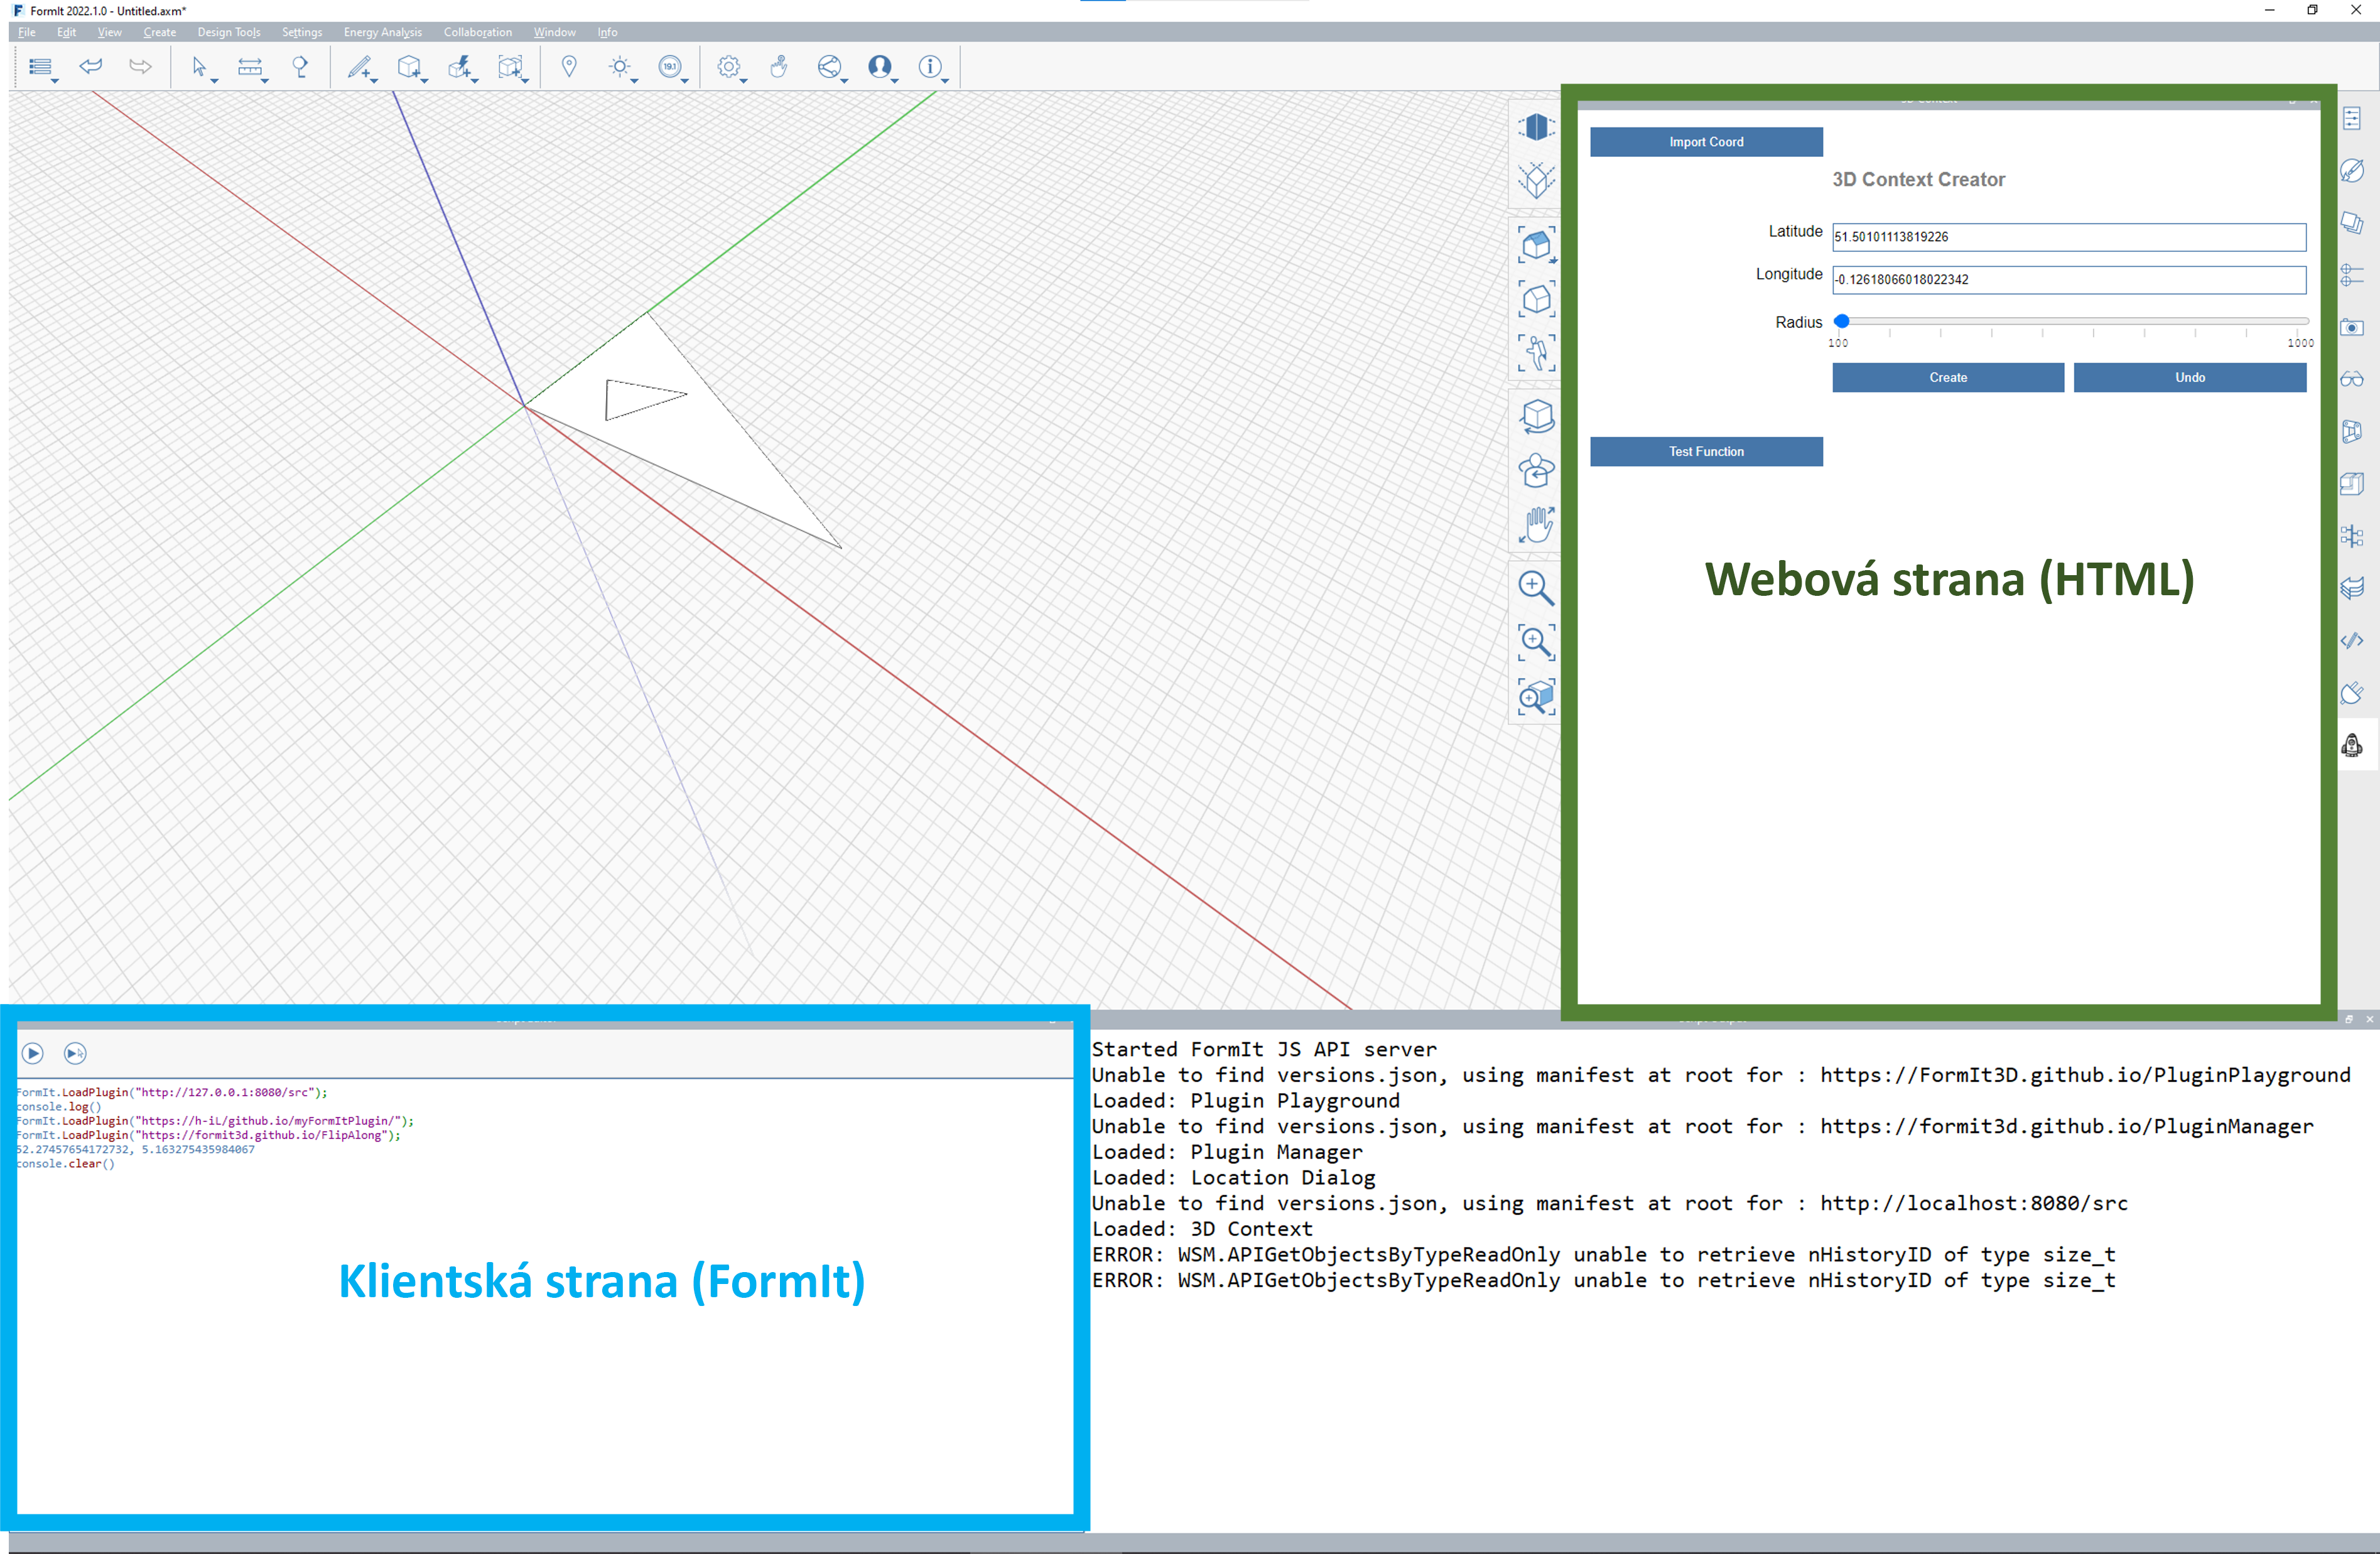 FormIt 2022.1.0 - Untitled.axm*
File Edit View Create Design Tools Settings Energy Analysis Collaboration Window Info
19.1
Import Coord
3D Context Creator
Latitude 51.50101113819226
Longitude -0.12618066018022342
Radius
100 1000
Create Undo
Test Function
Webová strana (HTML)
FormIt.LoadPlugin("http://127.0.0.1:8080/src");
console.log()
FormIt.LoadPlugin("https://h-iL/github.io/myFormItPlugin/");
FormIt.LoadPlugin("https://formit3d.github.io/FlipAlong");
52.27457654172732, 5.163275435984067
console.clear()
Klientská strana (FormIt)
Started FormIt JS API server
Unable to find versions.json, using manifest at root for : https://FormIt3D.github.io/PluginPlayground
Loaded: Plugin Playground
Unable to find versions.json, using manifest at root for : https://formit3d.github.io/PluginManager
Loaded: Plugin Manager
Loaded: Location Dialog
Unable to find versions.json, using manifest at root for : http://localhost:8080/src
Loaded: 3D Context
ERROR: WSM.APIGetObjectsByTypeReadOnly unable to retrieve nHistoryID of type size_t
ERROR: WSM.APIGetObjectsByTypeReadOnly unable to retrieve nHistoryID of type size_t